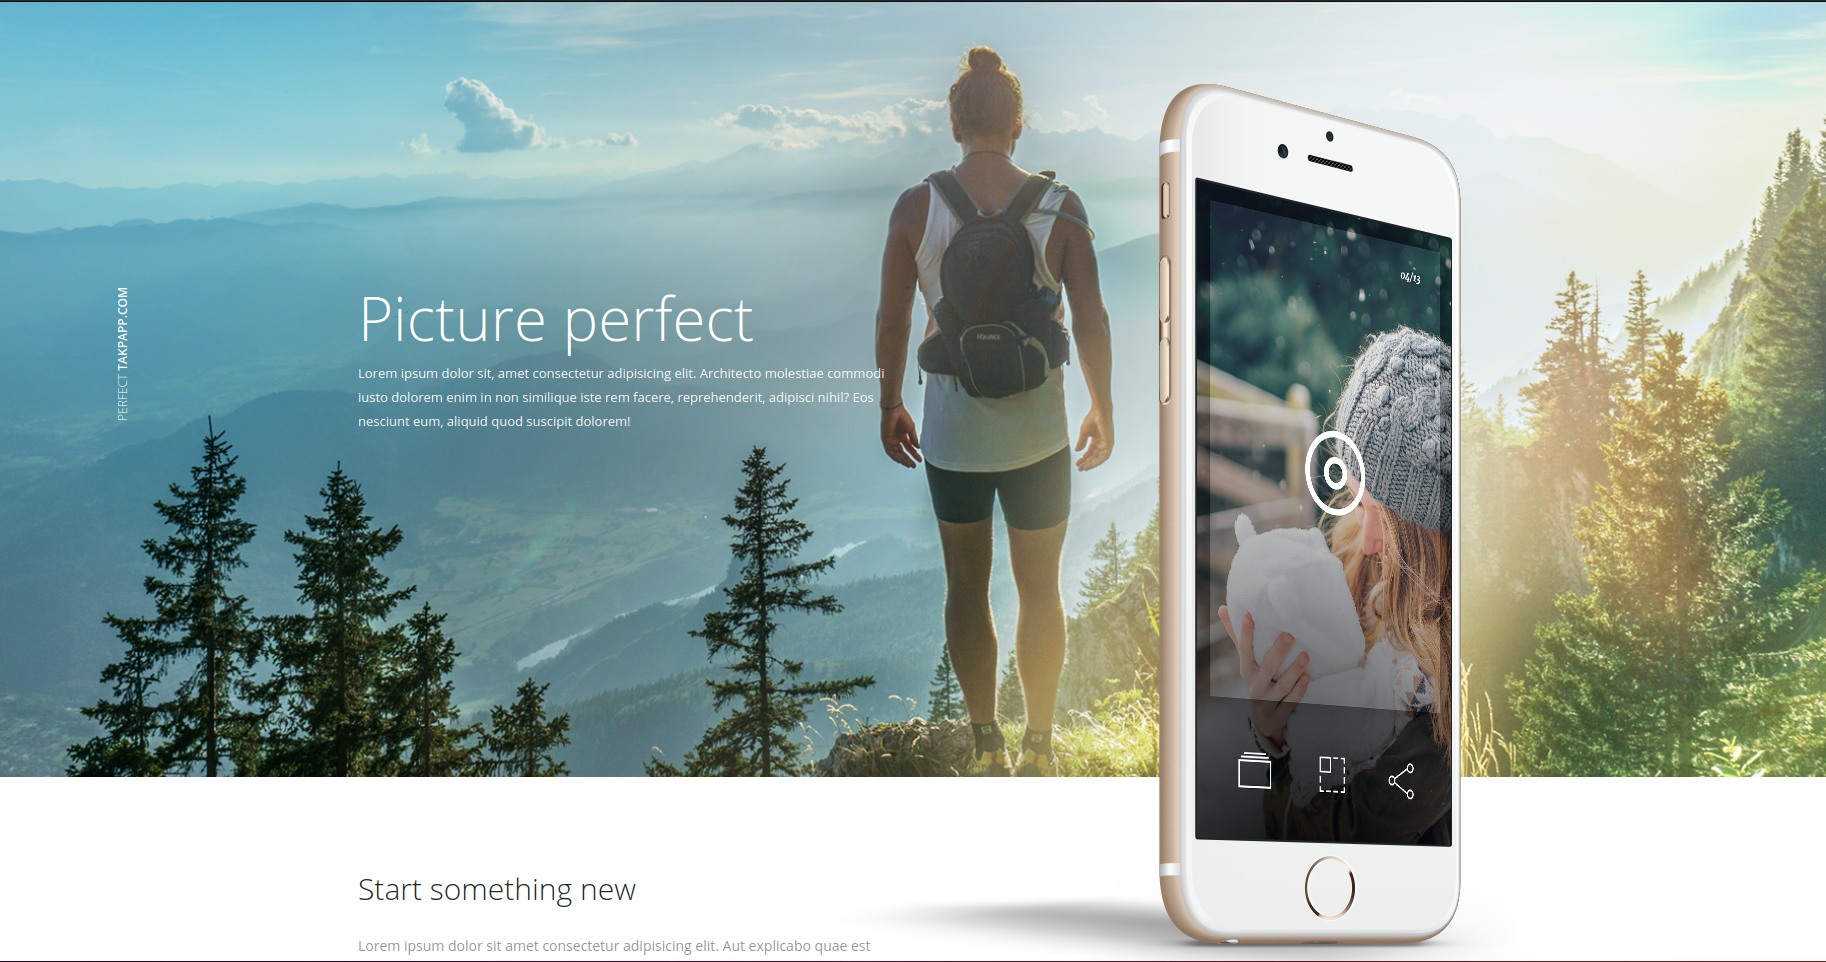 PERFECT TAKPAPP.COM
Picture perfect
Lorem ipsum dolor sit, amet consectetur adipisicing elit. Architecto molestiae commodi
iusto dolorem enim in non similique iste rem facere, reprehenderit, adipisci nihil? Eos
nesciunt eum, aliquid quod suscipit dolorem!
04/13
Start something new
Lorem ipsum dolor sit amet consectetur adipisicing elit. Aut explicabo quae est